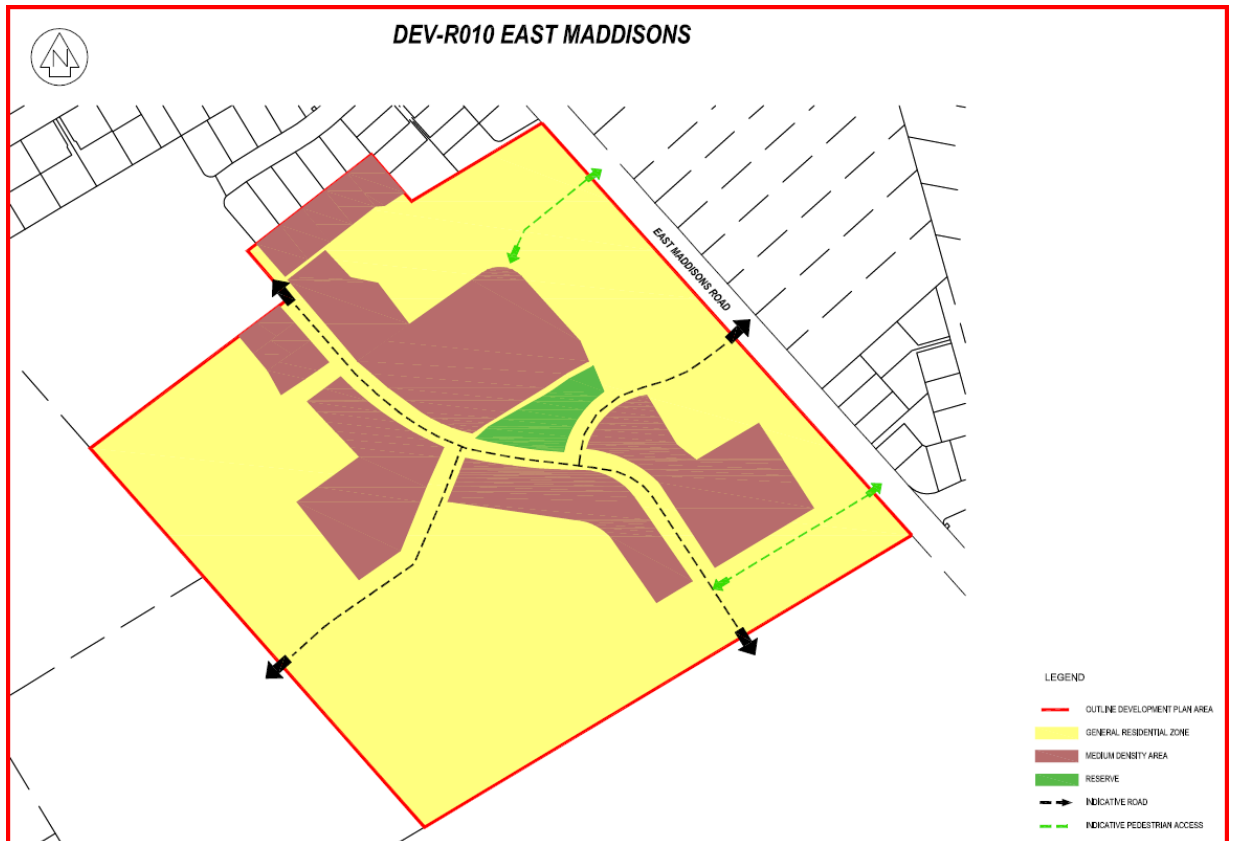 DEV-R010 EAST MADDISONS
N
EAST MADDISONS ROAD
LEGEND
OUTLINE DEVELOPMENT PLAN AREA
GENERAL RESIDENTIAL ZONE
MEDIUM DENSITY AREA
RESERVE
INDICATIVE ROAD
INDICATIVE PEDESTRIAN ACCESS